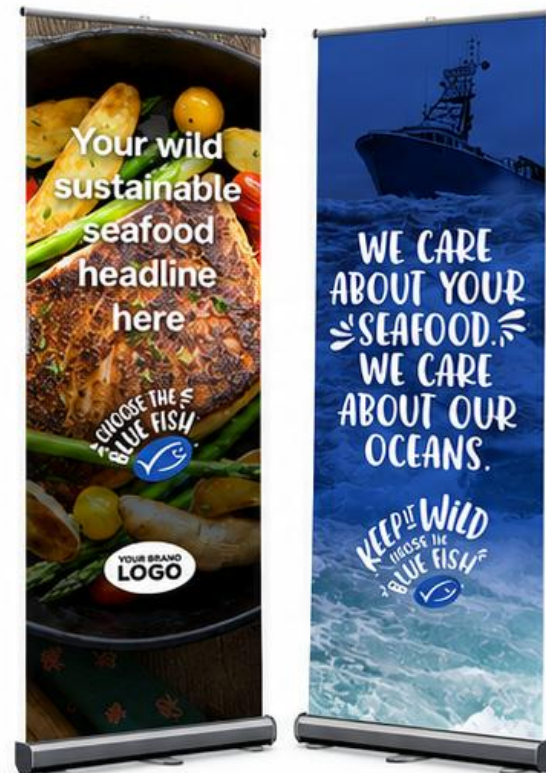 Your wild
sustainable
seafood
headline
here
CHOOSE THE
BLUE FISH
YOUR BRAND
LOGO
WE CARE
ABOUT YOUR
SEAFOOD.
WE CARE
ABOUT OUR
OCEANS.
KEEP IT WILD
CHOOSE THE
BLUE FISH